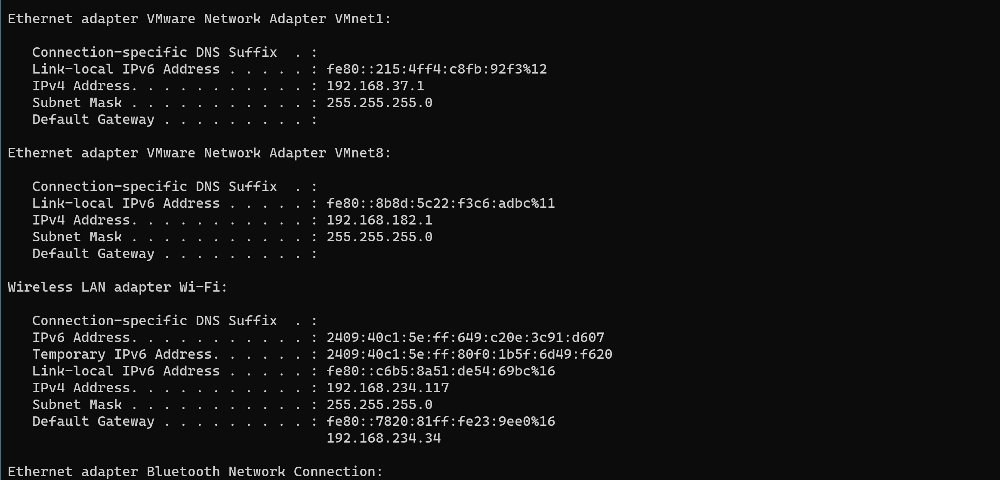 Ethernet adapter VMware Network Adapter VMnet1:
Connection-specific DNS Suffix  . :
Link-local IPv6 Address . . . . . : fe80::215:4ff4:c8fb:92f3%12
IPv4 Address. . . . . . . . . . . : 192.168.37.1
Subnet Mask . . . . . . . . . . . : 255.255.255.0
Default Gateway . . . . . . . . . :
Ethernet adapter VMware Network Adapter VMnet8:
Connection-specific DNS Suffix  . :
Link-local IPv6 Address . . . . . : fe80::8b8d:5c22:f3c6:adbc%11
IPv4 Address. . . . . . . . . . . : 192.168.182.1
Subnet Mask . . . . . . . . . . . : 255.255.255.0
Default Gateway . . . . . . . . . :
Wireless LAN adapter Wi-Fi:
Connection-specific DNS Suffix  . :
IPv6 Address. . . . . . . . . . . : 2409:40c1:5e:ff:649:c20e:3c91:d607
Temporary IPv6 Address. . . . . . : 2409:40c1:5e:ff:80f0:1b5f:6d49:f620
Link-local IPv6 Address . . . . . : fe80::c6b5:8a51:de54:69bc%16
IPv4 Address. . . . . . . . . . . : 192.168.234.117
Subnet Mask . . . . . . . . . . . : 255.255.255.0
Default Gateway . . . . . . . . . : fe80::7820:81ff:fe23:9ee0%16
192.168.234.34
Ethernet adapter Bluetooth Network Connection: